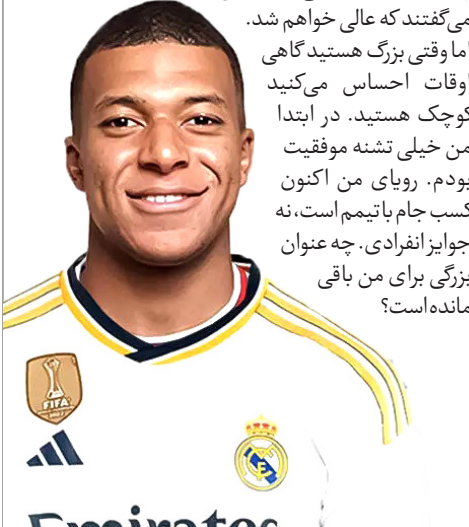 می‌گفتند که عالی خواهم شد.
اما وقتی بزرگ هستید گاهی
اوقات احساس می‌کنید
کوچک هستید. در ابتدا
من خیلی تشنه موفقیت
بودم. رویای من اکنون
کسب جام با تیمم است، نه
جوایز انفرادی. چه عنوان
بزرگی برای من باقی
مانده است؟
FIFA